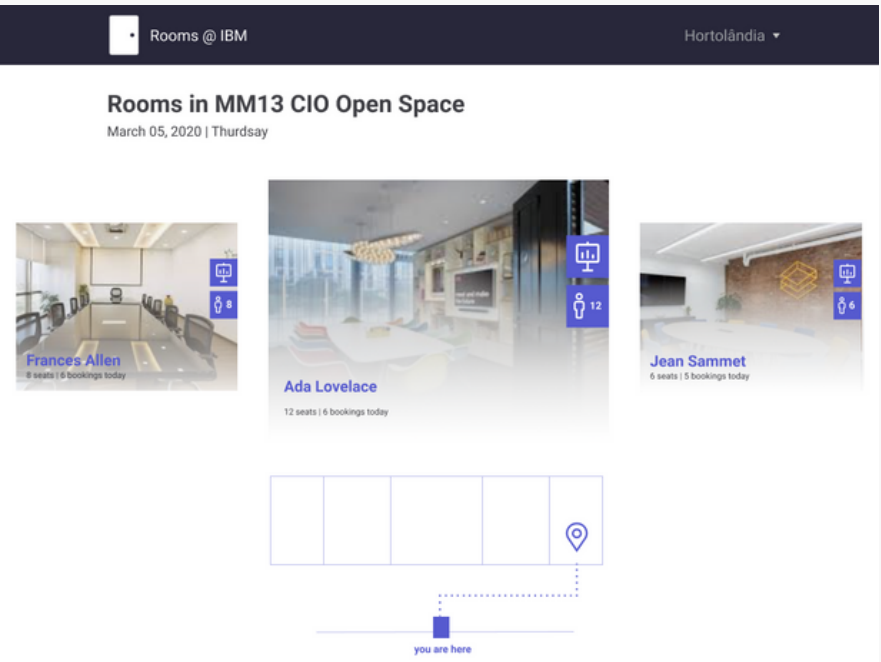 Rooms @ IBM
Hortolândia
Rooms in MM13 CIO Open Space
March 05, 2020 | Thurdsay
8
Frances Allen
8 seats | 6 bookings today
12
Ada Lovelace
12 seats | 6 bookings today
6
Jean Sammet
6 seats | 5 bookings today
you are here